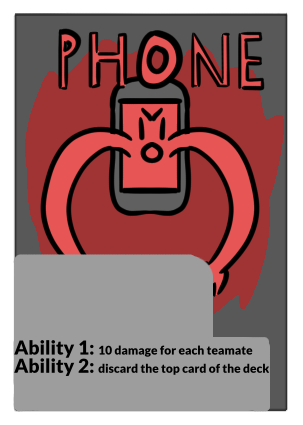 PHONE
Ability 1: 10 damage for each teamate
Ability 2: discard the top card of the deck